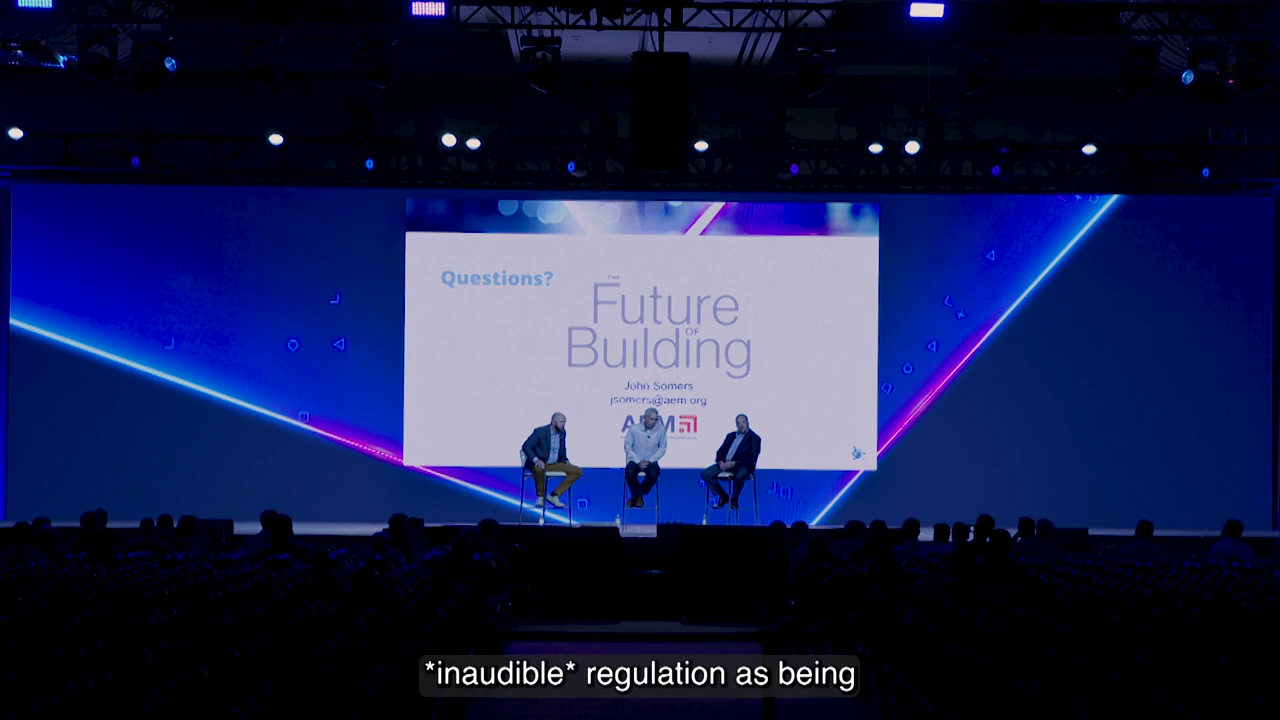 Questions?
THE
Future
OF
Building
John Somers
jsomers@aem.org
AEM
*inaudible* regulation as being